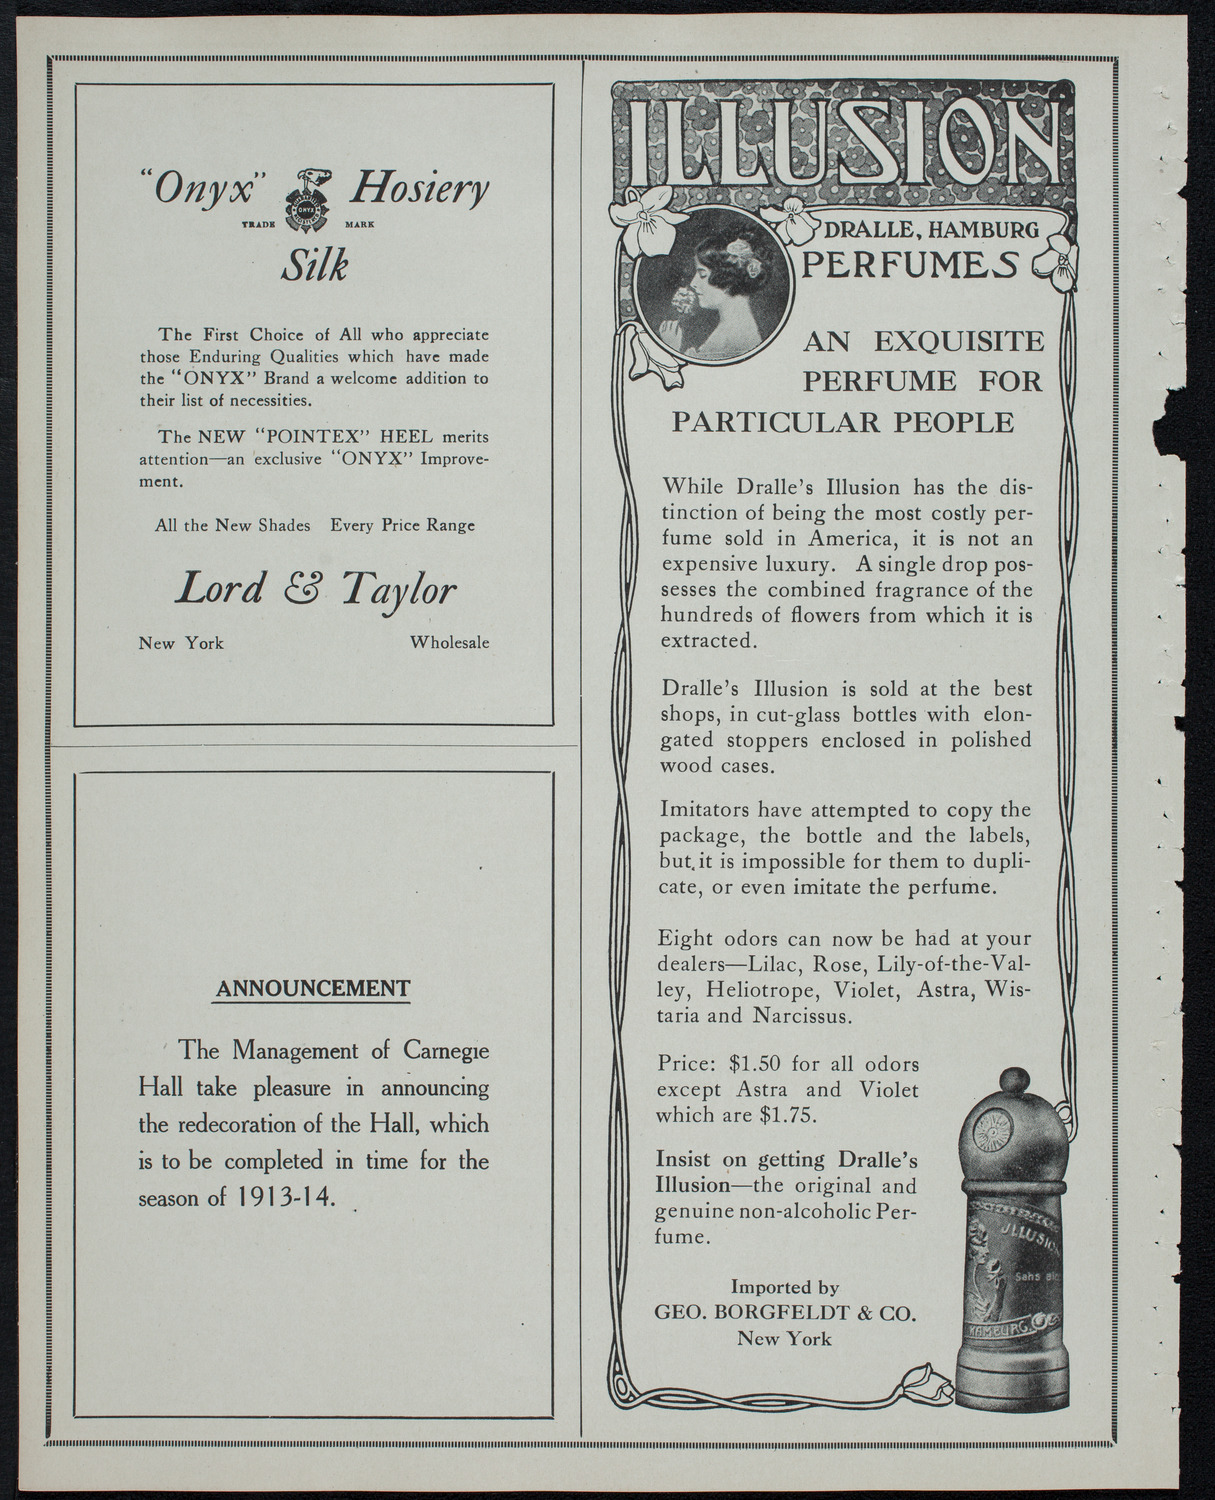 "Onyx" Hosiery
ONYX
TRADE MARK
Silk
The First Choice of All who appreciate
those Enduring Qualities which have made
the "ONYX" Brand a welcome addition to
their list of necessities.
The NEW "POINTEX" HEEL merits
attention—an exclusive "ONYX" Improve-
ment.
All the New Shades Every Price Range
Lord & Taylor
New York Wholesale
ANNOUNCEMENT
The Management of Carnegie
Hall take pleasure in announcing
the redecoration of the Hall, which
is to be completed in time for the
season of 1913-14.
ILLUSION
DRALLE, HAMBURG
PERFUMES
AN EXQUISITE
PERFUME FOR
PARTICULAR PEOPLE
While Dralle's Illusion has the dis-
tinction of being the most costly per-
fume sold in America, it is not an
expensive luxury. A single drop pos-
sesses the combined fragrance of the
hundreds of flowers from which it is
extracted.
Dralle's Illusion is sold at the best
shops, in cut-glass bottles with elon-
gated stoppers enclosed in polished
wood cases.
Imitators have attempted to copy the
package, the bottle and the labels,
but it is impossible for them to dupli-
cate, or even imitate the perfume.
Eight odors can now be had at your
dealers—Lilac, Rose, Lily-of-the-Val-
ley, Heliotrope, Violet, Astra, Wis-
taria and Narcissus.
Price: $1.50 for all odors
except Astra and Violet
which are $1.75.
Insist on getting Dralle's
Illusion—the original and
genuine non-alcoholic Per-
fume.
Imported by
GEO. BORGFELDT & CO.
New York
ILLUSION
HAMBURG.